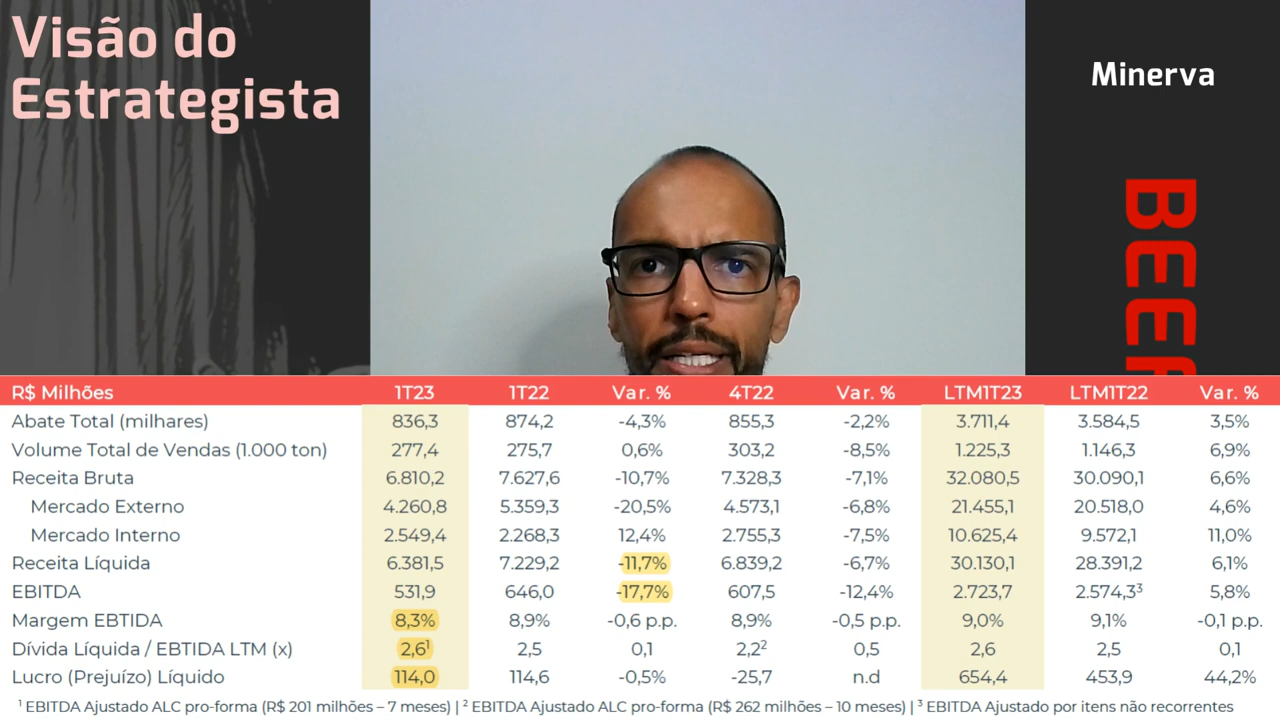 Visão do
Estrategista
Minerva
BEEF
R$ Milhões 1T23 1T22 Var. % 4T22 Var. % LTM1T23 LTM1T22 Var. %
Abate Total (milhares) 836,3 874,2 -4,3% 855,3 -2,2% 3.711,4 3.584,5 3,5%
Volume Total de Vendas (1.000 ton) 277,4 275,7 0,6% 303,2 -8,5% 1.225,3 1.146,3 6,9%
Receita Bruta 6.810,2 7.627,6 -10,7% 7.328,3 -7,1% 32.080,5 30.090,1 6,6%
Mercado Externo 4.260,8 5.359,3 -20,5% 4.573,1 -6,8% 21.455,1 20.518,0 4,6%
Mercado Interno 2.549,4 2.268,3 12,4% 2.755,3 -7,5% 10.625,4 9.572,1 11,0%
Receita Líquida 6.381,5 7.229,2 -11,7% 6.839,2 -6,7% 30.130,1 28.391,2 6,1%
EBITDA 531,9 646,0 -17,7% 607,5 -12,4% 2.723,7 2.574,3³ 5,8%
Margem EBTIDA 8,3% 8,9% -0,6 p.p. 8,9% -0,5 p.p. 9,0% 9,1% -0,1 p.p.
Dívida Líquida / EBTIDA LTM (x) 2,6¹ 2,5 0,1 2,2² 0,5 2,6 2,5 0,1
Lucro (Prejuízo) Líquido 114,0 114,6 -0,5% -25,7 n.d 654,4 453,9 44,2%
¹ EBITDA Ajustado ALC pro-forma (R$ 201 milhões – 7 meses) | ² EBITDA Ajustado ALC pro-forma (R$ 262 milhões – 10 meses) | ³ EBITDA Ajustado por itens não recorrentes